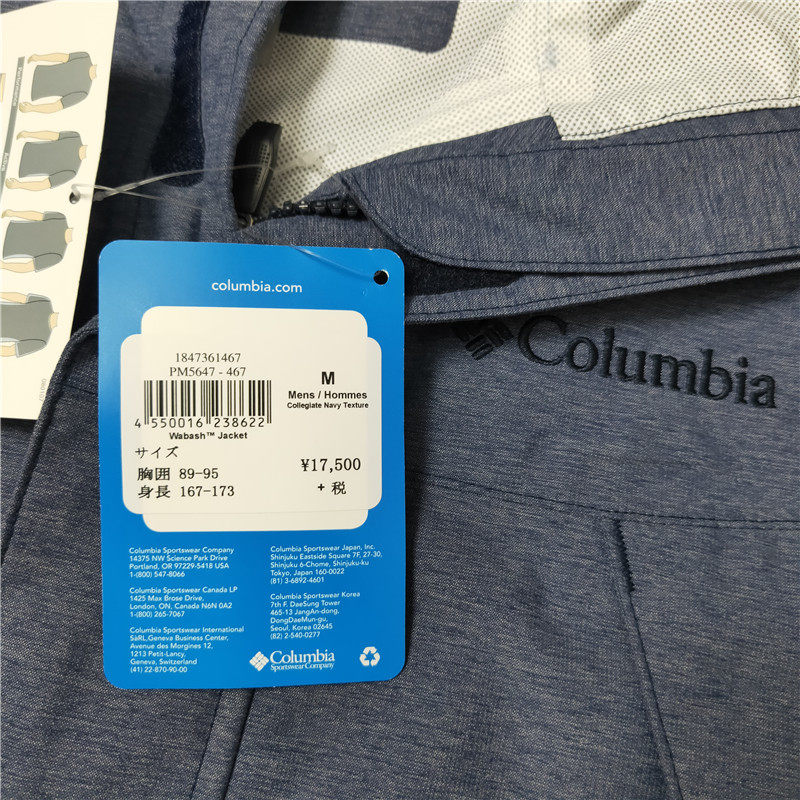 columbia.com
1847361467
PM5647 - 467
4 550016 238622
Wabash™ Jacket
M
Mens / Hommes
Collegiate Navy Texture
サイズ
胸囲 89-95
身長 167-173
¥17,500
+ 税
Columbia Sportswear Company
14375 NW Science Park Drive
Portland, OR 97229-5418 USA
1-(800) 547-8066
Columbia Sportswear Canada LP
1425 Max Brose Drive,
London, ON, Canada N6N 0A2
1-(800) 265-7067
Columbia Sportswear International
SáRL,Geneva Business Center,
Avenue des Morgines 12,
1213 Petit-Lancy,
Geneva, Switzerland
(41) 22-870-90-00
Columbia Sportswear Japan, Inc.
Shinjuku Eastside Square 7F, 27-30,
Shinjuku 6-Chome, Shinjuku-ku
Tokyo, Japan 160-0022
(81) 3-6892-4601
Columbia Sportswear Korea
7th F. DaeSung Tower
465-13 JangAn-dong,
DongDaeMun-gu,
Seoul, Korea 02645
(82) 2-540-0277
Columbia
Sportswear Company
Columbia